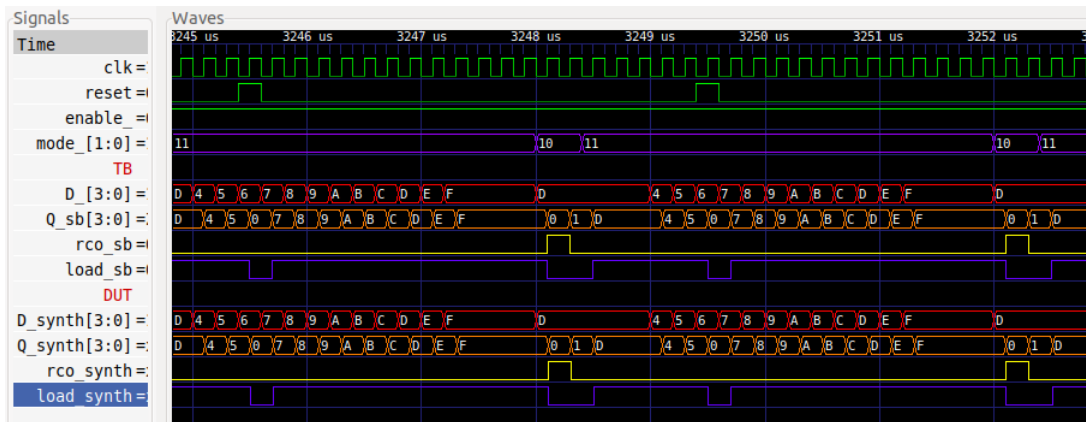 Signals
Waves
Time
3245 us 3246 us 3247 us 3248 us 3249 us 3250 us 3251 us 3252 us 3
clk=
reset=
enable_=
mode_[1:0]= 11 10 11 10 11
TB
D_[3:0]= D 4 5 6 7 8 9 A B C D E F D 4 5 6 7 8 9 A B C D E F D
Q_sb[3:0]= D 4 5 0 7 8 9 A B C D E F 0 1 D 4 5 0 7 8 9 A B C D E F 0 1 D
rco_sb=
load_sb=
DUT
D_synth[3:0]= D 4 5 6 7 8 9 A B C D E F D 4 5 6 7 8 9 A B C D E F D
Q_synth[3:0]= D 4 5 0 7 8 9 A B C D E F 0 1 D 4 5 0 7 8 9 A B C D E F 0 1 D
rco_synth=
load_synth=